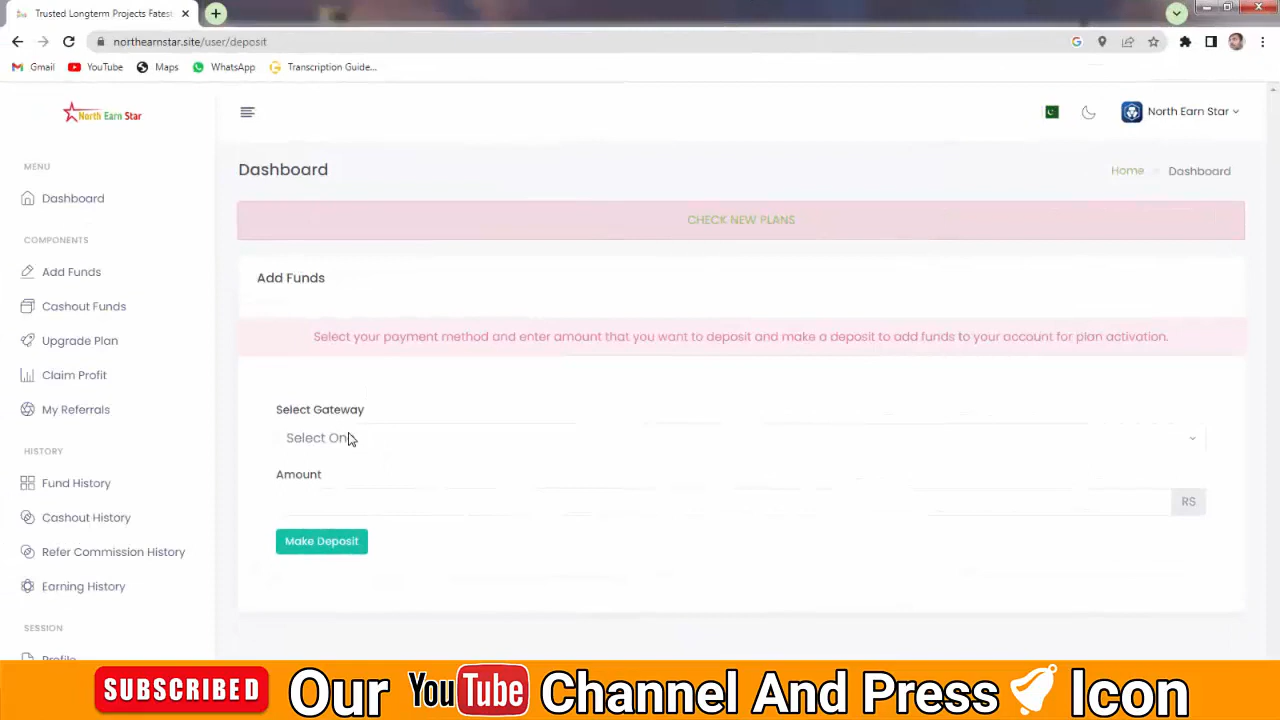 Trusted Longterm Projects Fatest
northearnstar.site/user/deposit
Gmail YouTube Maps WhatsApp Transcription Guide...
North Earn Star
North Earn Star
MENU
Dashboard
Home Dashboard
Dashboard
CHECK NEW PLANS
COMPONENTS
Add Funds
Cashout Funds
Upgrade Plan
Claim Profit
My Referrals
HISTORY
Fund History
Cashout History
Refer Commission History
Earning History
SESSION
Profile
Add Funds
Select your payment method and enter amount that you want to deposit and make a deposit to add funds to your account for plan activation.
Select Gateway
Select One
Amount
RS
Make Deposit
SUBSCRIBED Our YouTube Channel And Press Icon